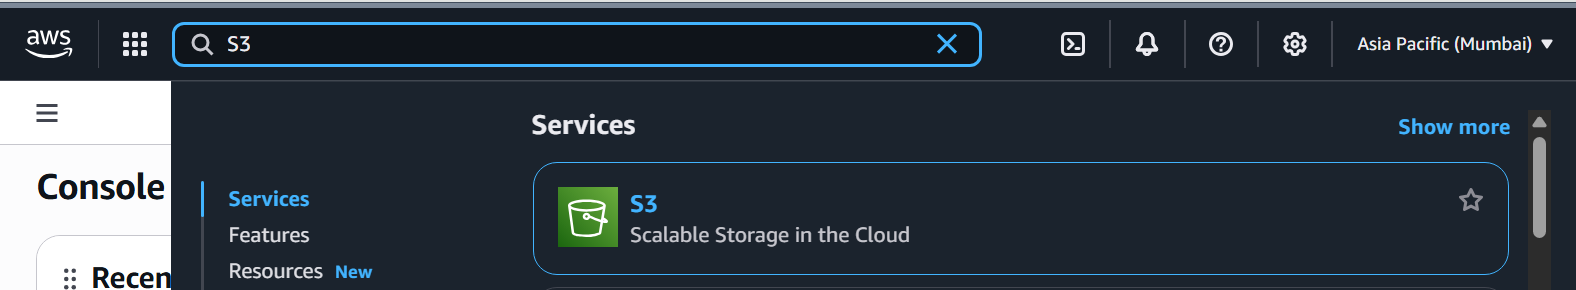 aws
S3
Asia Pacific (Mumbai)
Services
Show more
Console
Services
S3
Features
Scalable Storage in the Cloud
Resources New
Recen